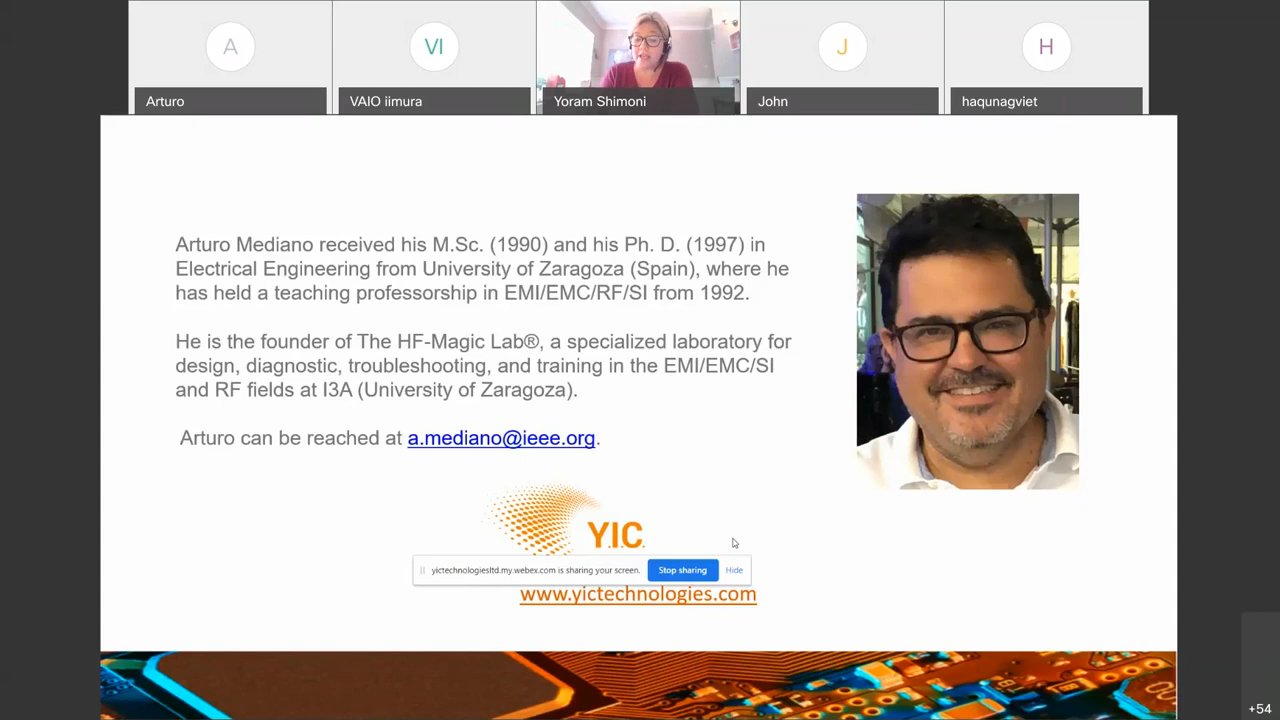 A
VI
J
H
Arturo
VAIO iimura
Yoram Shimoni
John
haqunagviet
Arturo Mediano received his M.Sc. (1990) and his Ph. D. (1997) in
Electrical Engineering from University of Zaragoza (Spain), where he
has held a teaching professorship in EMI/EMC/RF/SI from 1992.
He is the founder of The HF-Magic Lab®, a specialized laboratory for
design, diagnostic, troubleshooting, and training in the EMI/EMC/SI
and RF fields at I3A (University of Zaragoza).
Arturo can be reached at a.mediano@ieee.org.
Y.I.C.
yictechnologiesltd.my.webex.com is sharing your screen.
Stop sharing
Hide
www.yictechnologies.com
+54